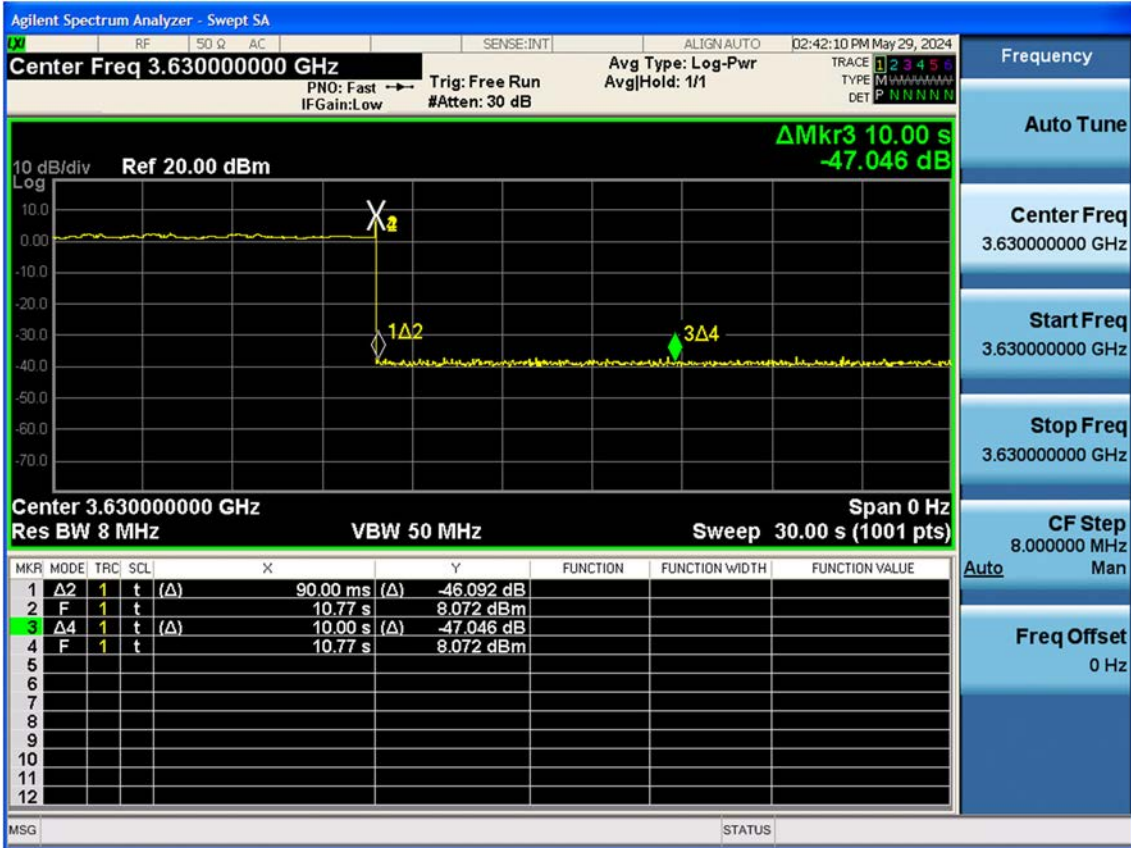 Agilent Spectrum Analyzer - Swept SA
LXI RF 50 Ω AC SENSE:INT ALIGN AUTO 02:42:10 PM May 29, 2024
Center Freq 3.630000000 GHz
PNO: Fast
IFGain:Low
Trig: Free Run
#Atten: 30 dB
Avg Type: Log-Pwr
Avg|Hold: 1/1
TRACE 1 2 3 4 5 6
TYPE M
DET P N N N N N
ΔMkr3 10.00 s
-47.046 dB
10 dB/div Ref 20.00 dBm
Log
10.0
0.00
-10.0
-20.0
-30.0
-40.0
-50.0
-60.0
-70.0
1Δ2
3Δ4
Center 3.630000000 GHz Span 0 Hz
Res BW 8 MHz VBW 50 MHz Sweep 30.00 s (1001 pts)
MKR MODE TRC SCL X Y FUNCTION FUNCTION WIDTH FUNCTION VALUE
1 Δ2 1 t (Δ) 90.00 ms (Δ) -46.092 dB
2 F 1 t 10.77 s 8.072 dBm
3 Δ4 1 t (Δ) 10.00 s (Δ) -47.046 dB
4 F 1 t 10.77 s 8.072 dBm
5
6
7
8
9
10
11
12
MSG STATUS
Frequency
Auto Tune
Center Freq
3.630000000 GHz
Start Freq
3.630000000 GHz
Stop Freq
3.630000000 GHz
CF Step
8.000000 MHz
Auto Man
Freq Offset
0 Hz